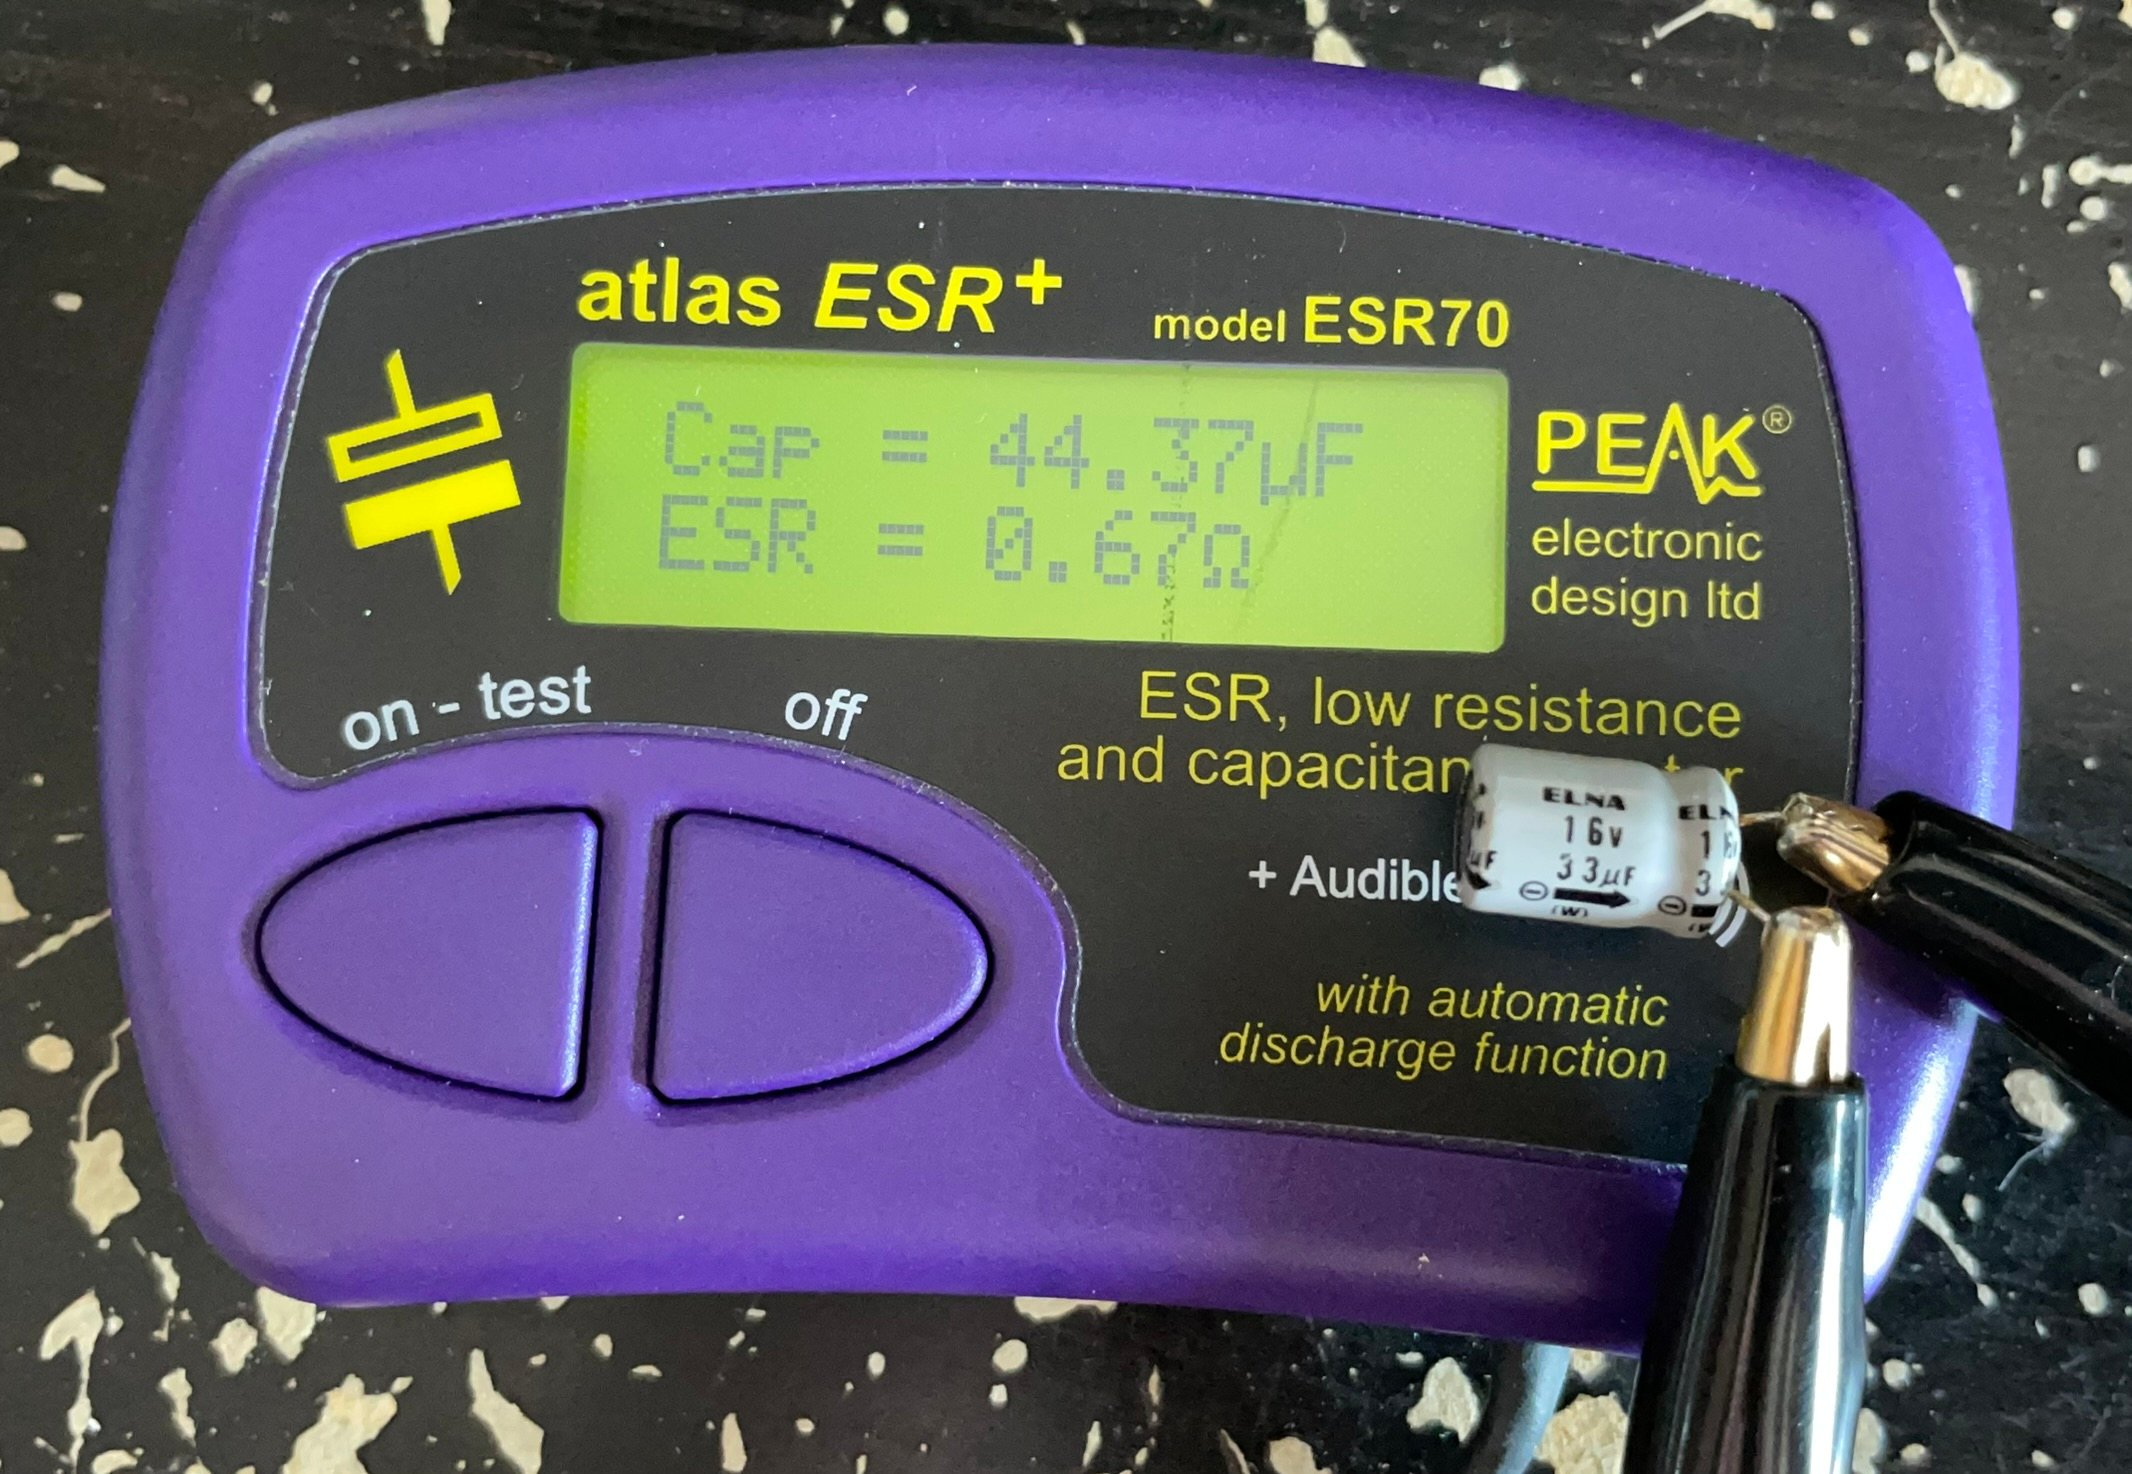 atlas ESR+
model ESR70
Cap = 44.37µF
ESR = 0.67Ω
PEAK®
electronic
design ltd
on - test
off
ESR, low resistance
and
+ Audible
with automatic
discharge function
ELNA
16v
33µF
(W)